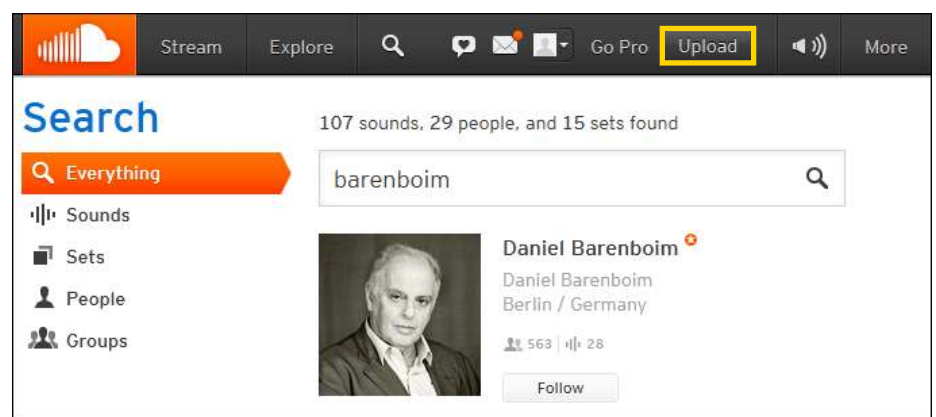 Stream Explore Go Pro Upload More
Search
107 sounds, 29 people, and 15 sets found
Everything
barenboim
Sounds
Sets
People
Groups
Daniel Barenboim
Daniel Barenboim
Berlin / Germany
563 28
Follow